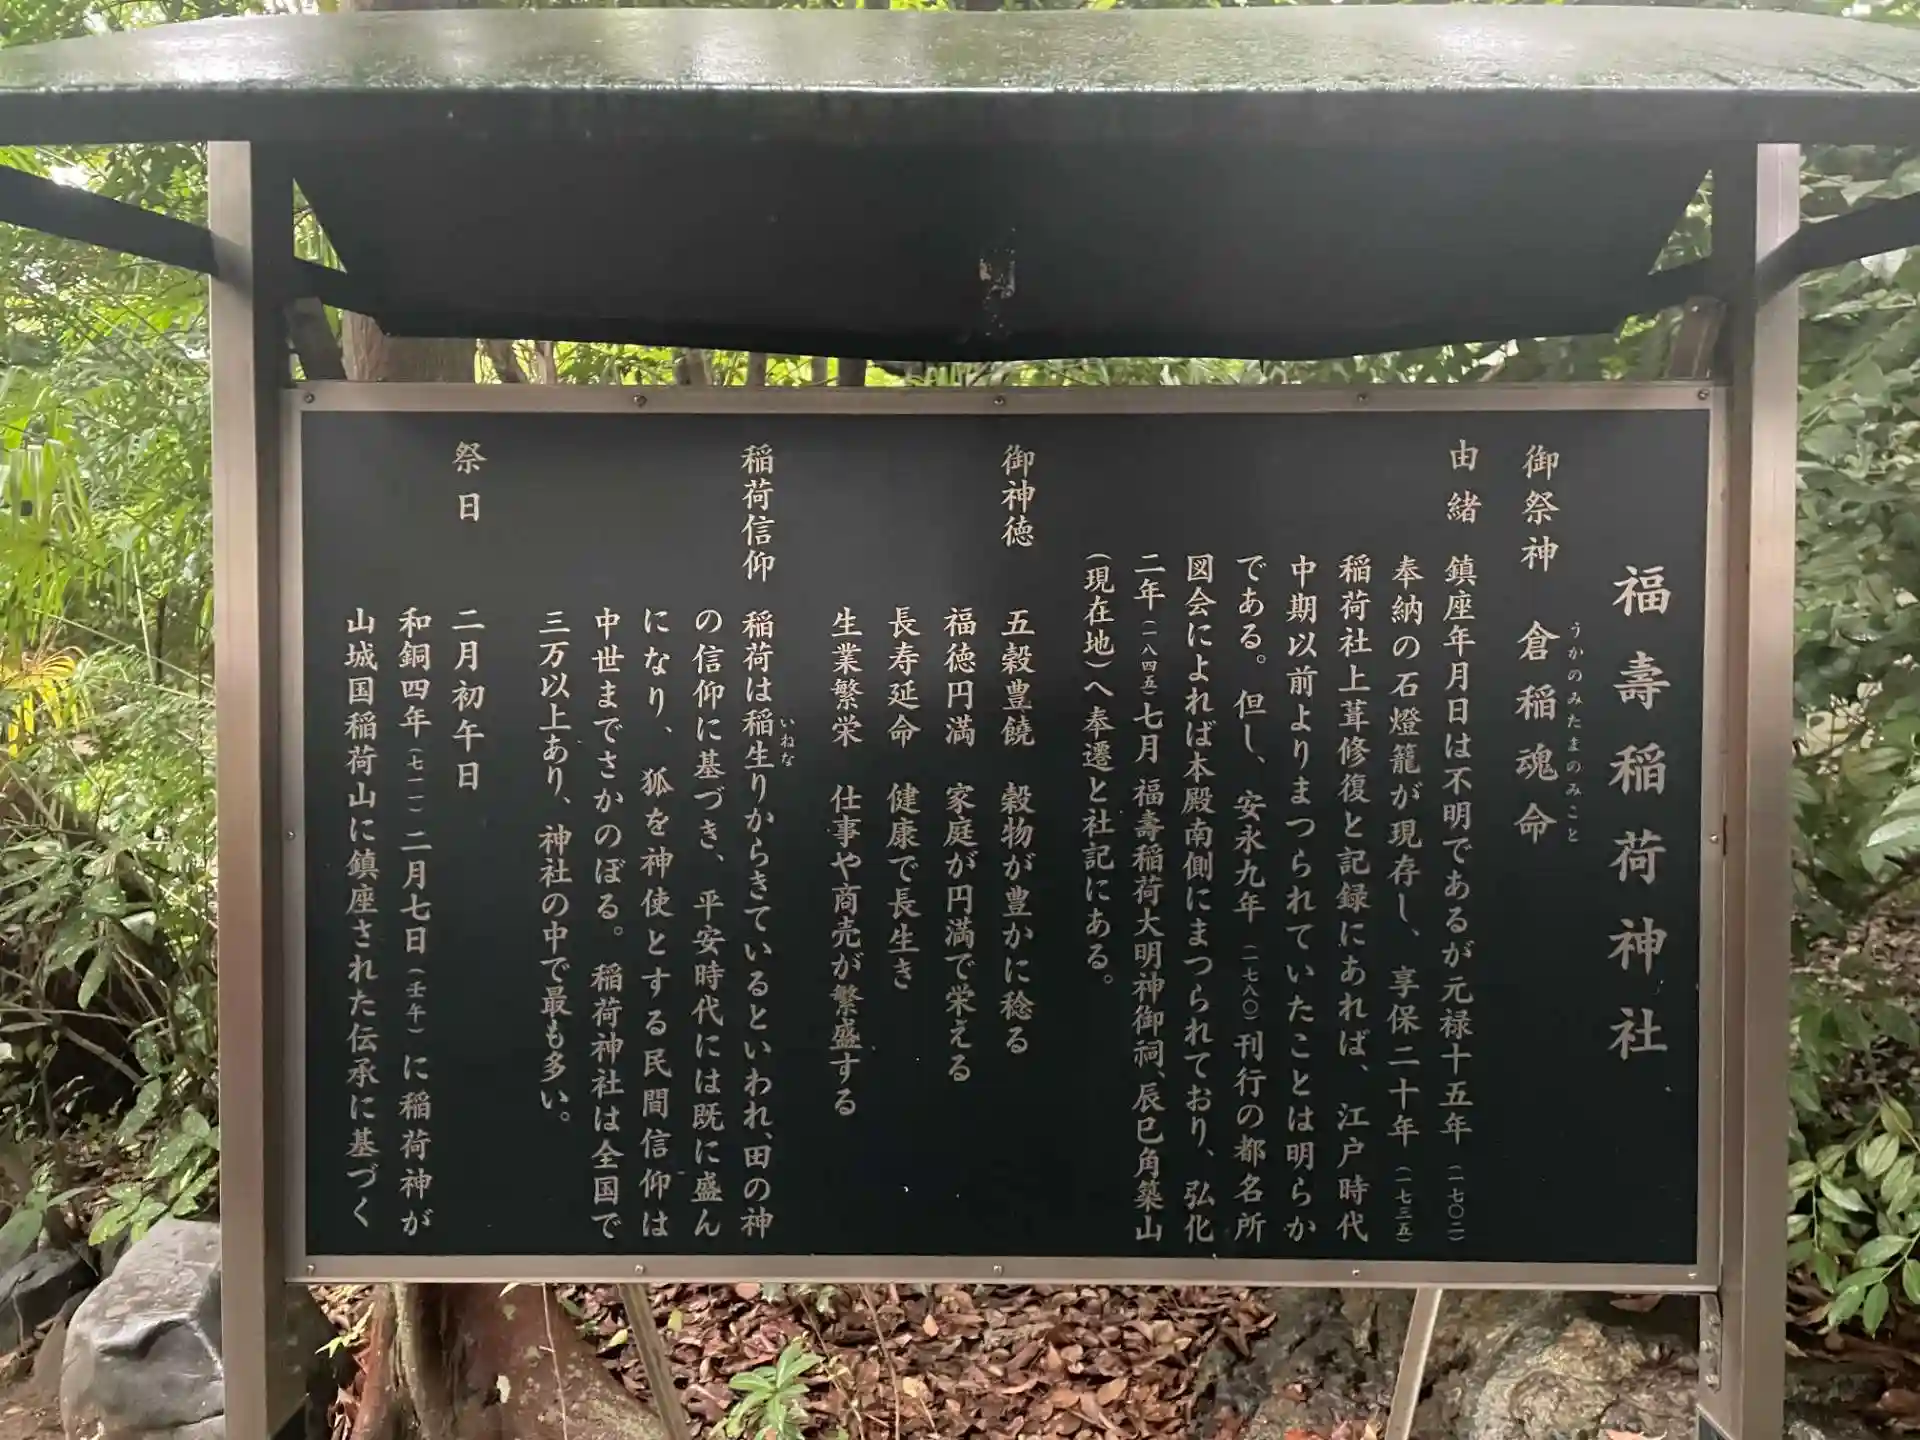 福壽稲荷神社
御祭神 倉稲魂命
うかのみたまのみこと
由緒 鎮座年月日は不明であるが元禄十五年(一七〇二)
奉納の石燈籠が現存し、享保二十年(一七三五)
稲荷社上葺修復と記録にあれば、江戸時代
中期以前よりまつられていたことは明らか
である。但し、安永九年(一七八〇)刊行の都名所
図会によれば本殿南側にまつられており、弘化
二年(一八四五)七月福壽稲荷大明神御祠、辰巳角築山
(現在地)へ奉遷と社記にある。
御神徳 五穀豊饒 穀物が豊かに稔る
福徳円満 家庭が円満で栄える
長寿延命 健康で長生き
生業繁栄 仕事や商売が繁盛する
稲荷信仰 稲荷は稲生りからきているといわれ、田の神
いねな
の信仰に基づき、平安時代には既に盛ん
になり、狐を神使とする民間信仰は
中世までさかのぼる。稲荷神社は全国で
三万以上あり、神社の中で最も多い。
祭日 二月初午日
和銅四年(七一一)二月七日(壬午)に稲荷神が
山城国稲荷山に鎮座された伝承に基づく